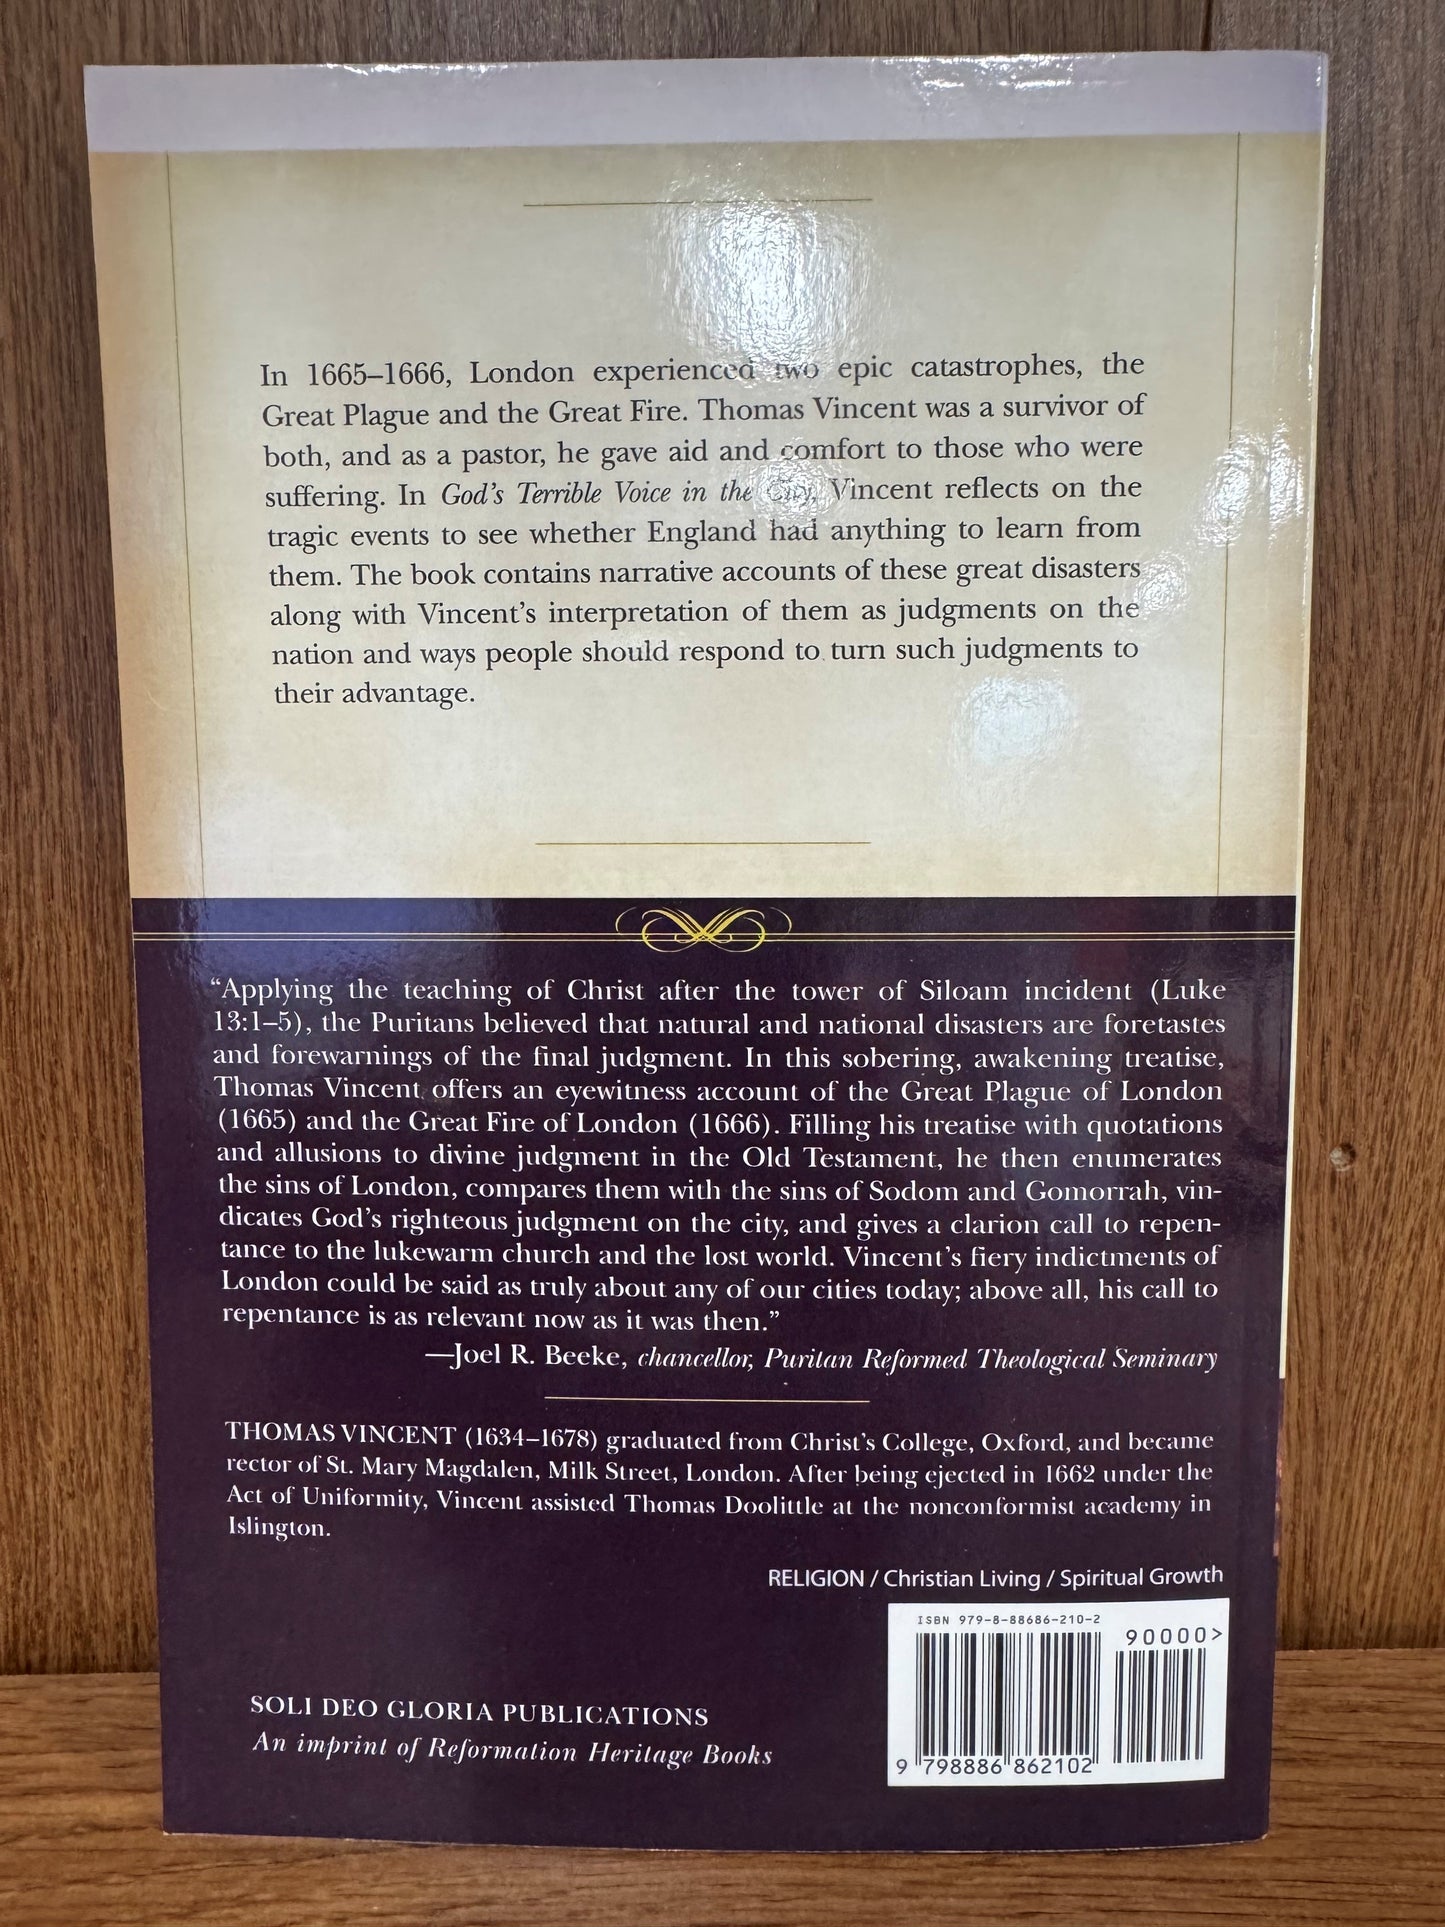 In 1665–1666, London experienced two epic catastrophes, the
Great Plague and the Great Fire. Thomas Vincent was a survivor of
both, and as a pastor, he gave aid and comfort to those who were
suffering. In God's Terrible Voice in the City, Vincent reflects on the
tragic events to see whether England had anything to learn from
them. The book contains narrative accounts of these great disasters
along with Vincent's interpretation of them as judgments on the
nation and ways people should respond to turn such judgments to
their advantage.
“Applying the teaching of Christ after the tower of Siloam incident (Luke
13:1–5), the Puritans believed that natural and national disasters are foretastes
and forewarnings of the final judgment. In this sobering, awakening treatise,
Thomas Vincent offers an eyewitness account of the Great Plague of London
(1665) and the Great Fire of London (1666). Filling his treatise with quotations
and allusions to divine judgment in the Old Testament, he then enumerates
the sins of London, compares them with the sins of Sodom and Gomorrah, vin-
dicates God's righteous judgment on the city, and gives a clarion call to repen-
tance to the lukewarm church and the lost world. Vincent's fiery indictments of
London could be said as truly about any of our cities today; above all, his call to
repentance is as relevant now as it was then.”
—Joel R. Beeke, chancellor, Puritan Reformed Theological Seminary
THOMAS VINCENT (1634–1678) graduated from Christ's College, Oxford, and became
rector of St. Mary Magdalen, Milk Street, London. After being ejected in 1662 under the
Act of Uniformity, Vincent assisted Thomas Doolittle at the nonconformist academy in
Islington.
RELIGION / Christian Living / Spiritual Growth
ISBN 979-8-88686-210-2
90000>
9 798886 862102
SOLI DEO GLORIA PUBLICATIONS
An imprint of Reformation Heritage Books